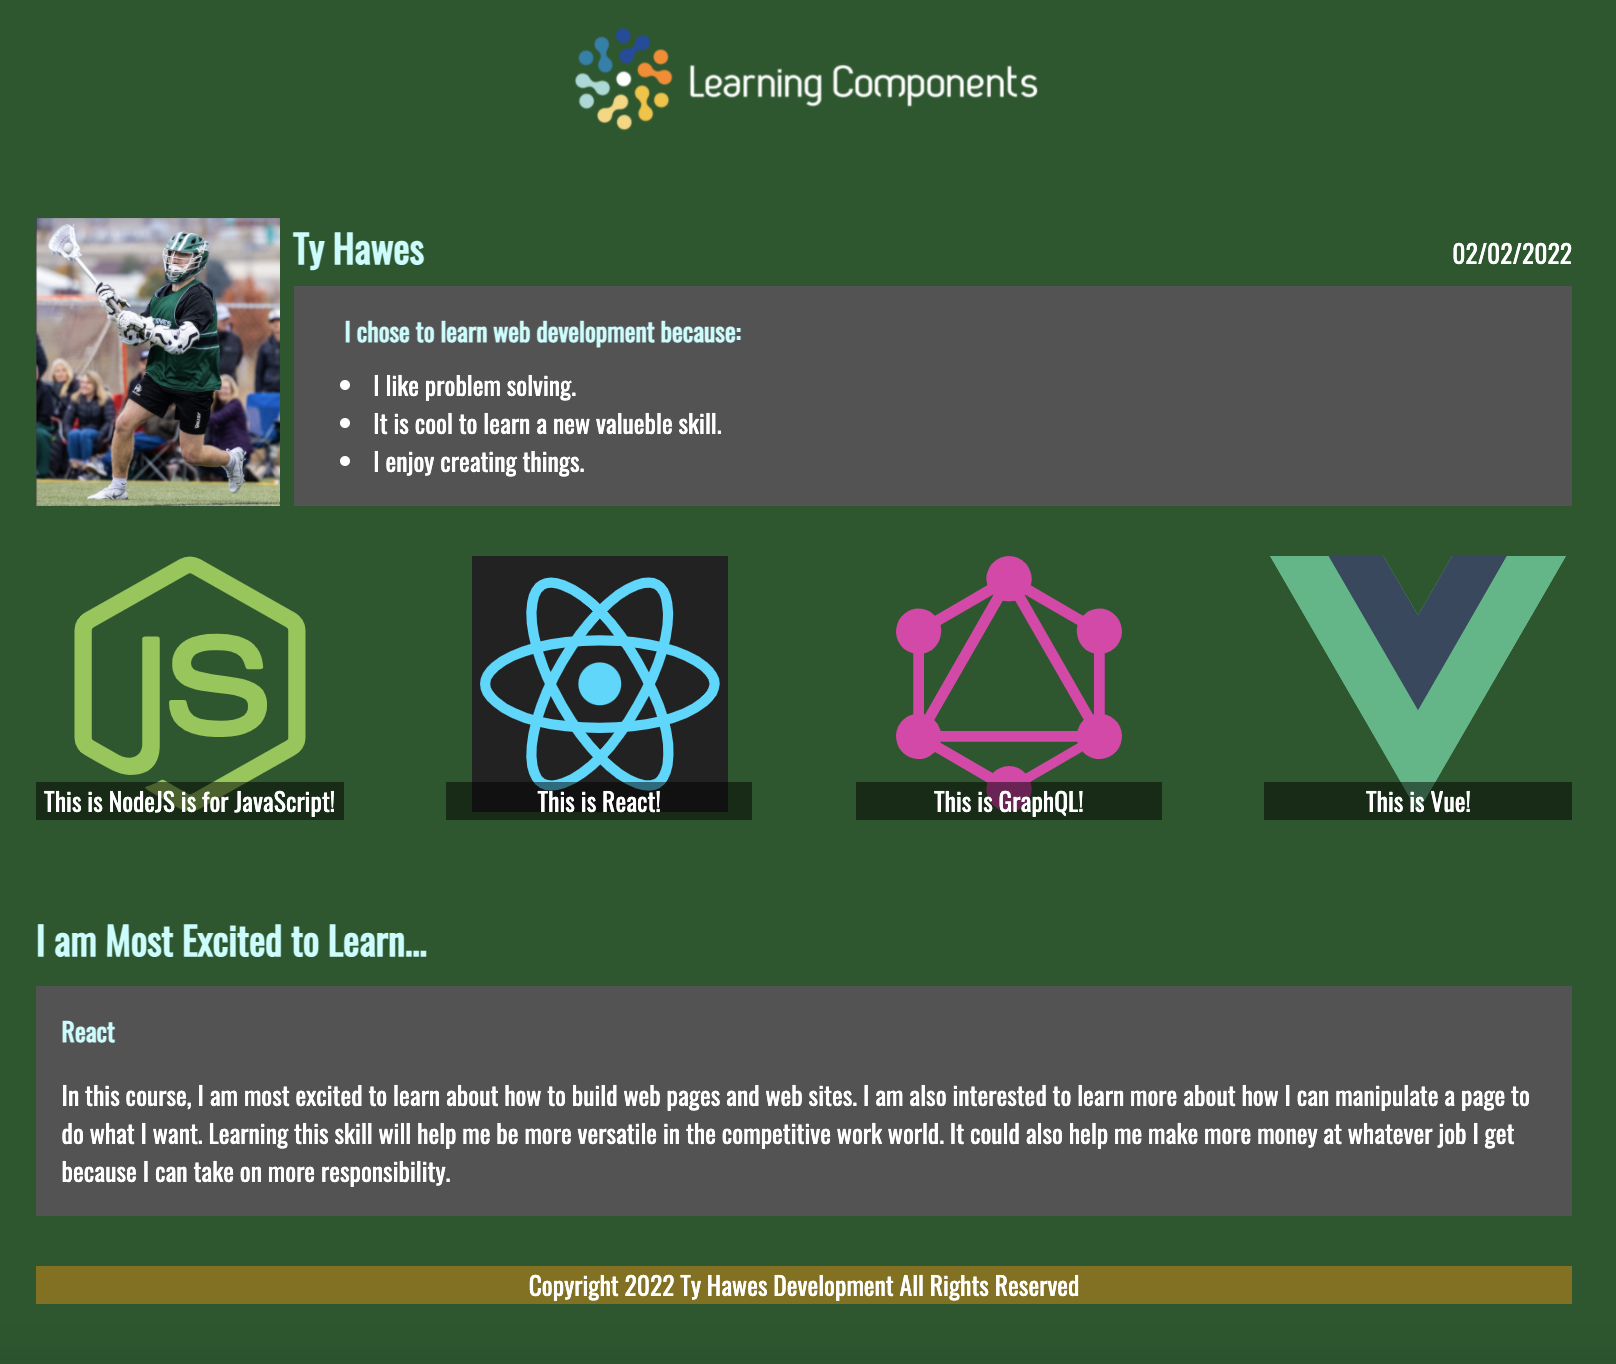 Learning Components
Ty Hawes
02/02/2022
I chose to learn web development because:
I like problem solving.
It is cool to learn a new valueble skill.
I enjoy creating things.
JS
This is NodeJS is for JavaScript!
This is React!
This is GraphQL!
This is Vue!
I am Most Excited to Learn...
React
In this course, I am most excited to learn about how to build web pages and web sites. I am also interested to learn more about how I can manipulate a page to
do what I want. Learning this skill will help me be more versatile in the competitive work world. It could also help me make more money at whatever job I get
because I can take on more responsibility.
Copyright 2022 Ty Hawes Development All Rights Reserved